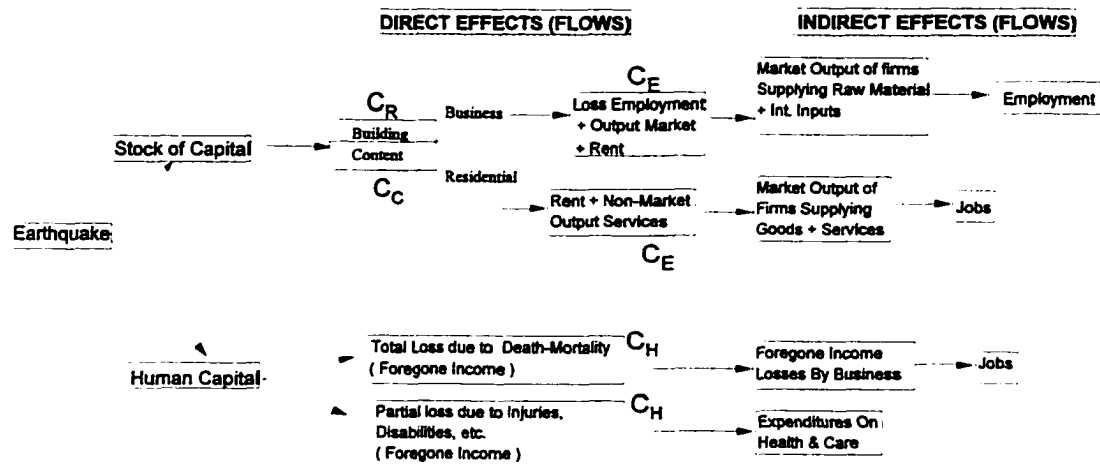 DIRECT EFFECTS (FLOWS)
INDIRECT EFFECTS (FLOWS)
Earthquake
Stock of Capital
C_R
Building
Content
C_C
Business
Residential
C_E
Loss Employment
+ Output Market
+ Rent
Market Output of firms
Supplying Raw Material
+ Int. Inputs
Employment
Rent + Non-Market
Output Services
C_E
Market Output of
Firms Supplying
Goods + Services
Jobs
Human Capital
Total Loss due to Death-Mortality
( Foregone Income )
C_H
Foregone Income
Losses By Business
Jobs
Partial loss due to Injuries,
Disabilities, etc.
( Foregone Income )
C_H
Expenditures On
Health & Care